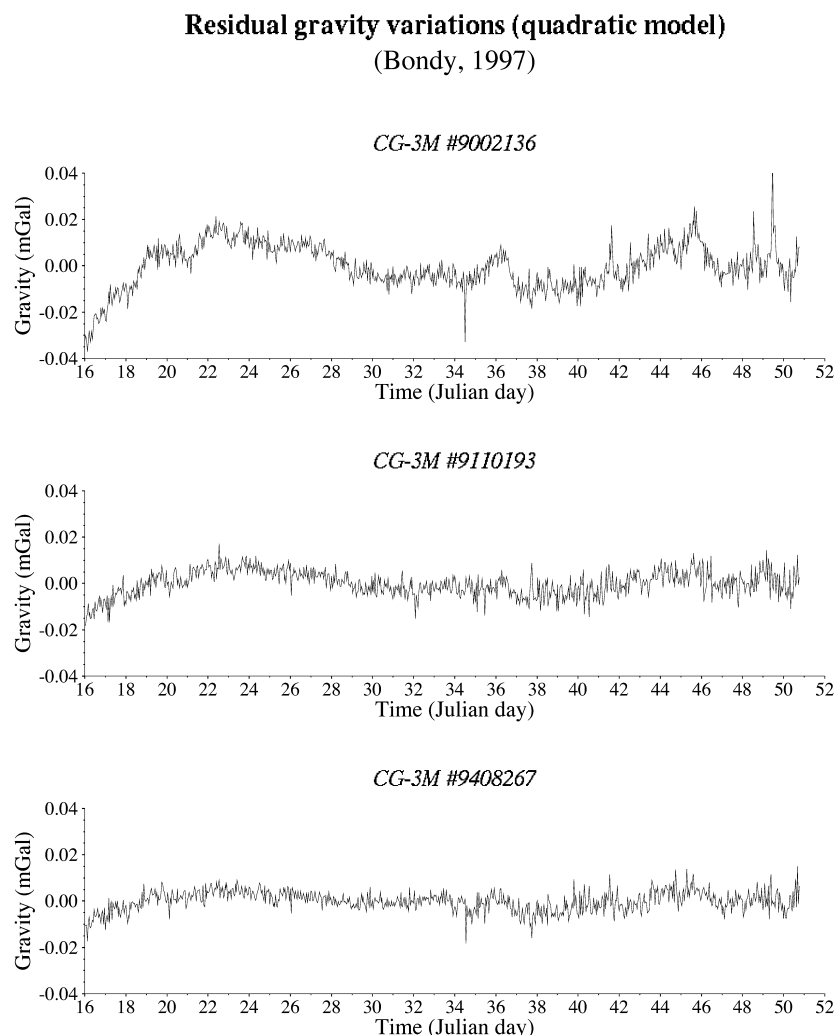 Residual gravity variations (quadratic model)
(Bondy, 1997)
CG-3M #9002136
Gravity (mGal)
0.04
0.02
0.00
-0.02
-0.04
16 18 20 22 24 26 28 30 32 34 36 38 40 42 44 46 48 50 52
Time (Julian day)
CG-3M #9110193
Gravity (mGal)
0.04
0.02
0.00
-0.02
-0.04
16 18 20 22 24 26 28 30 32 34 36 38 40 42 44 46 48 50 52
Time (Julian day)
CG-3M #9408267
Gravity (mGal)
0.04
0.02
0.00
-0.02
-0.04
16 18 20 22 24 26 28 30 32 34 36 38 40 42 44 46 48 50 52
Time (Julian day)